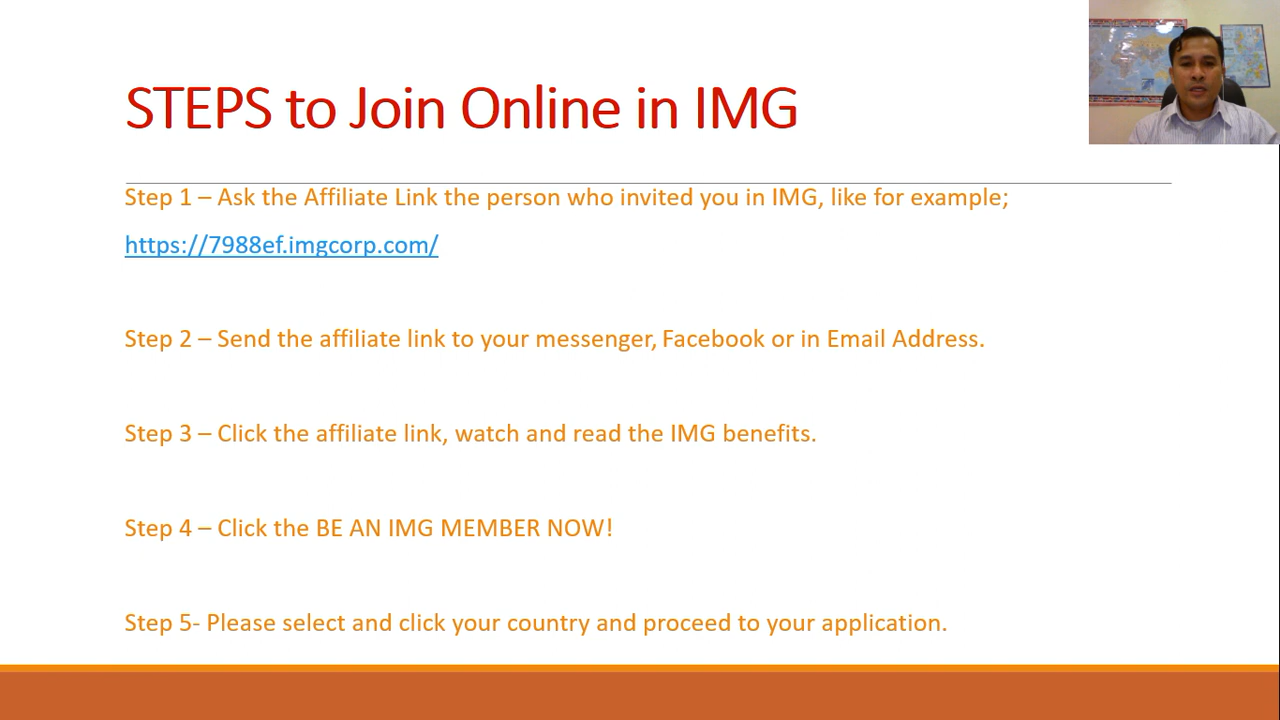 STEPS to Join Online in IMG
Step 1 – Ask the Affiliate Link the person who invited you in IMG, like for example;
https://7988ef.imgcorp.com/
Step 2 – Send the affiliate link to your messenger, Facebook or in Email Address.
Step 3 – Click the affiliate link, watch and read the IMG benefits.
Step 4 – Click the BE AN IMG MEMBER NOW!
Step 5- Please select and click your country and proceed to your application.